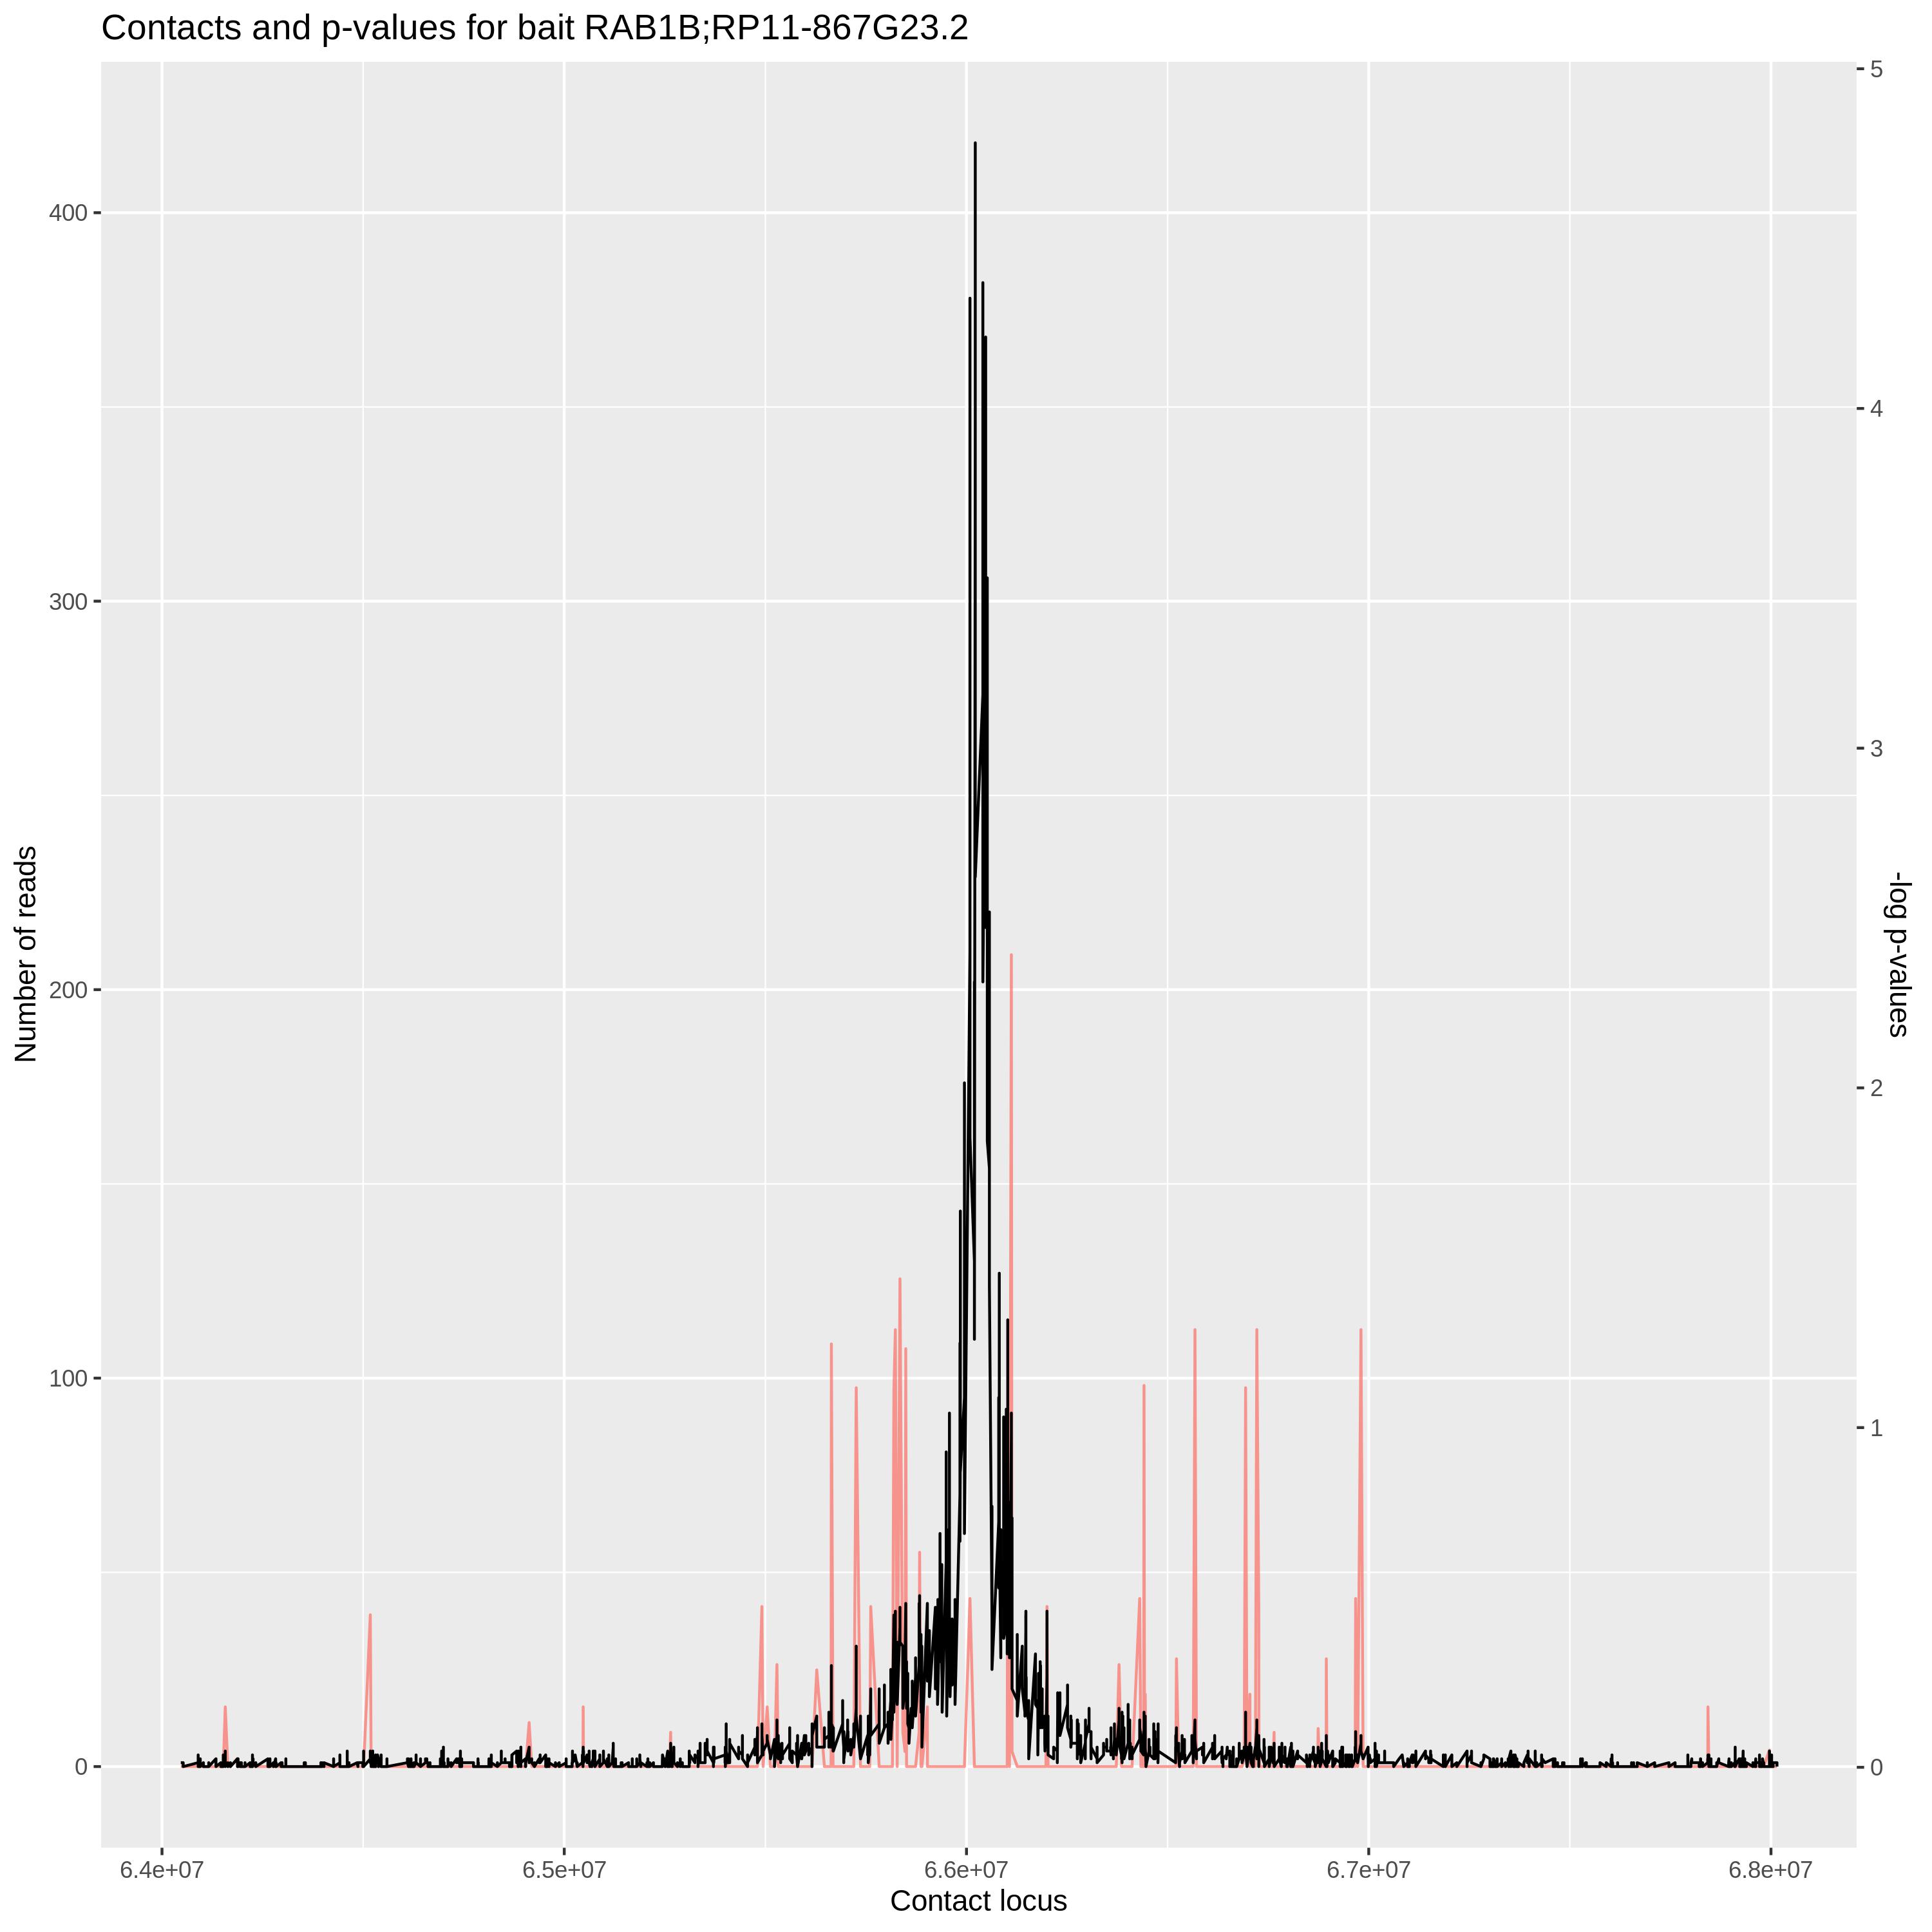 Contacts and p-values for bait RAB1B;RP11-867G23.2
5
400
4
300
3
Number of reads
-log p-values
200
2
100
1
0
0
6.4e+07 6.5e+07 6.6e+07 6.7e+07 6.8e+07
Contact locus